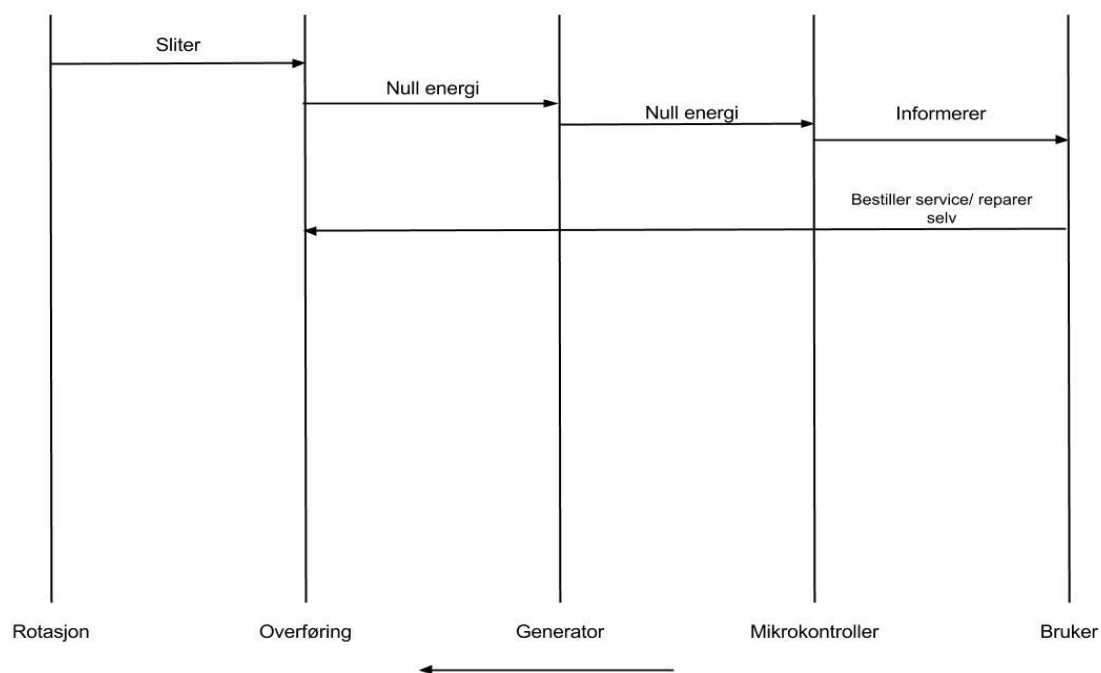 Sliter
Null energi
Null energi
Informerer
Bestiller service/ reparer
selv
Rotasjon
Overføring
Generator
Mikrokontroller
Bruker